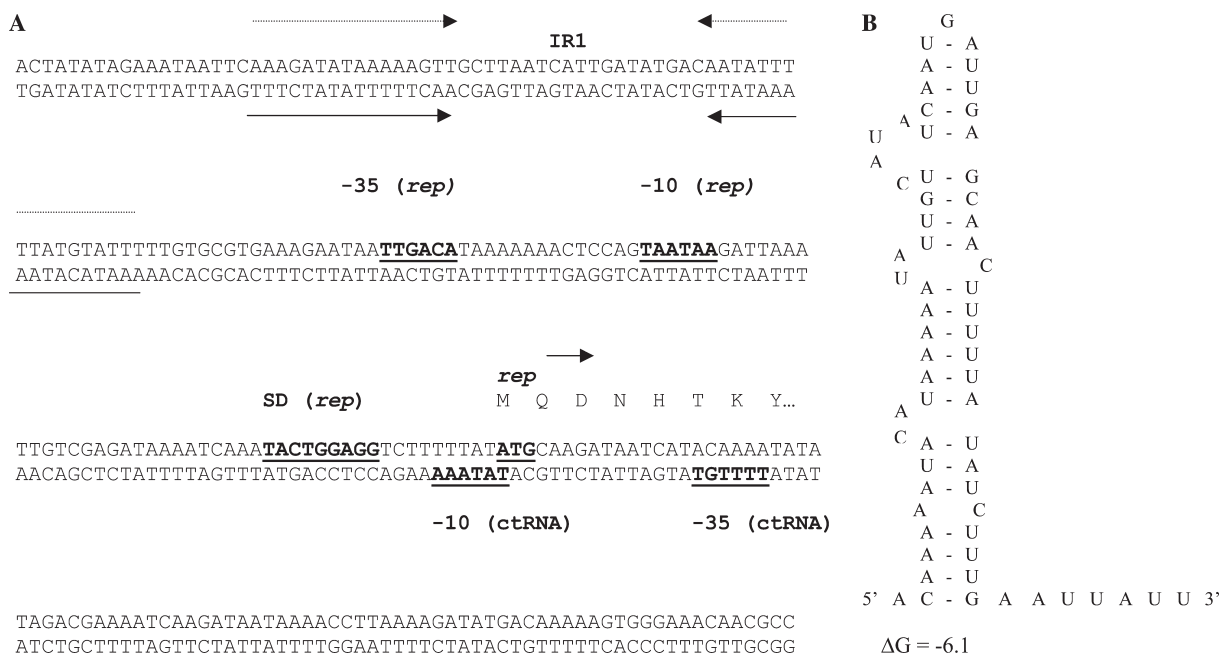 A
IR1
ACTATATAGAAATAATTCAAAGATATAAAAAGTTGCTTAATCATTGATATGACAATATTT
TGATATATCTTTATTAAGTTTCTATATTTTTCAACGAGTTAGTAACTATACTGTTATAAA
-35 (rep) -10 (rep)
TTATGTATTTTTGTGCGTGAAAGAATAATTGACATAAAAAAACTCCAGTAATAAGATTAAA
AATACATAAAAACACGCACTTTCTTATTAACTGTATTTTTTTGAGGTCATTATTCTAATTT
rep
SD (rep) M Q D N H T K Y...
TTGTCGAGATAAAATCAAATACTGGAGGTCTTTTTATATGCAAGATAATCATACAAAATATA
AACAGCTCTATTTTAGTTTATGACCTCCAGAAAAATATACGTTCTATTAGTATGTTTTATAT
-10 (ctRNA) -35 (ctRNA)
TAGACGAAAATCAAGATAATAAAACCTTAAAAGATATGACAAAAAGTGGGAAACAACGCC
ATCTGCTTTTAGTTCTATTATTTTGGAATTTTCTATACTGTTTTTCACCCTTTGTTGCGG
B
G
U - A
A - U
A - U
C - G
A
U - A
U
A
C
U - G
G - C
U - A
U - A
A
C
U
A - U
A - U
A - U
A - U
A - U
U - A
A
C
A - U
U - A
A - U
A C
A - U
A - U
A - U
5’ A C - G A A U U A U U 3’
ΔG = -6.1